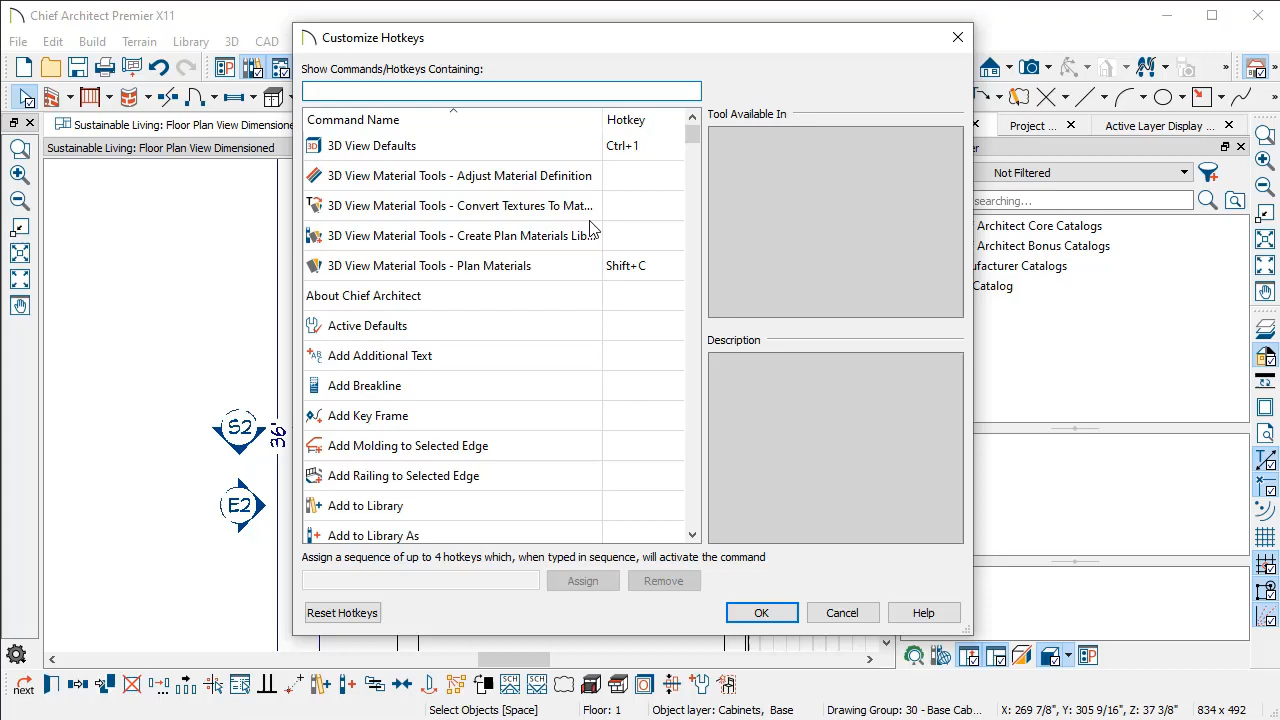 Chief Architect Premier X11
File Edit Build Terrain Library 3D CAD
Customize Hotkeys
Show Commands/Hotkeys Containing:
Command Name Hotkey
3D View Defaults Ctrl+1
3D View Material Tools - Adjust Material Definition
3D View Material Tools - Convert Textures To Mat...
3D View Material Tools - Create Plan Materials Lib...
3D View Material Tools - Plan Materials Shift+C
About Chief Architect
Active Defaults
Add Additional Text
Add Breakline
Add Key Frame
Add Molding to Selected Edge
Add Railing to Selected Edge
Add to Library
Add to Library As
Tool Available In
Description
Assign a sequence of up to 4 hotkeys which, when typed in sequence, will activate the command
Assign Remove
Reset Hotkeys OK Cancel Help
Sustainable Living: Floor Plan View Dimensione
Sustainable Living: Floor Plan View Dimensioned
S2
36'
E2
Project ... Active Layer Display ...
er
Not Filtered
searching...
Architect Core Catalogs
Architect Bonus Catalogs
ufacturer Catalogs
Catalog
next
Select Objects [Space] Floor: 1 Object layer: Cabinets, Base Drawing Group: 30 - Base Cab... X: 269 7/8", Y: 305 9/16", Z: 37 3/8" 834 x 492